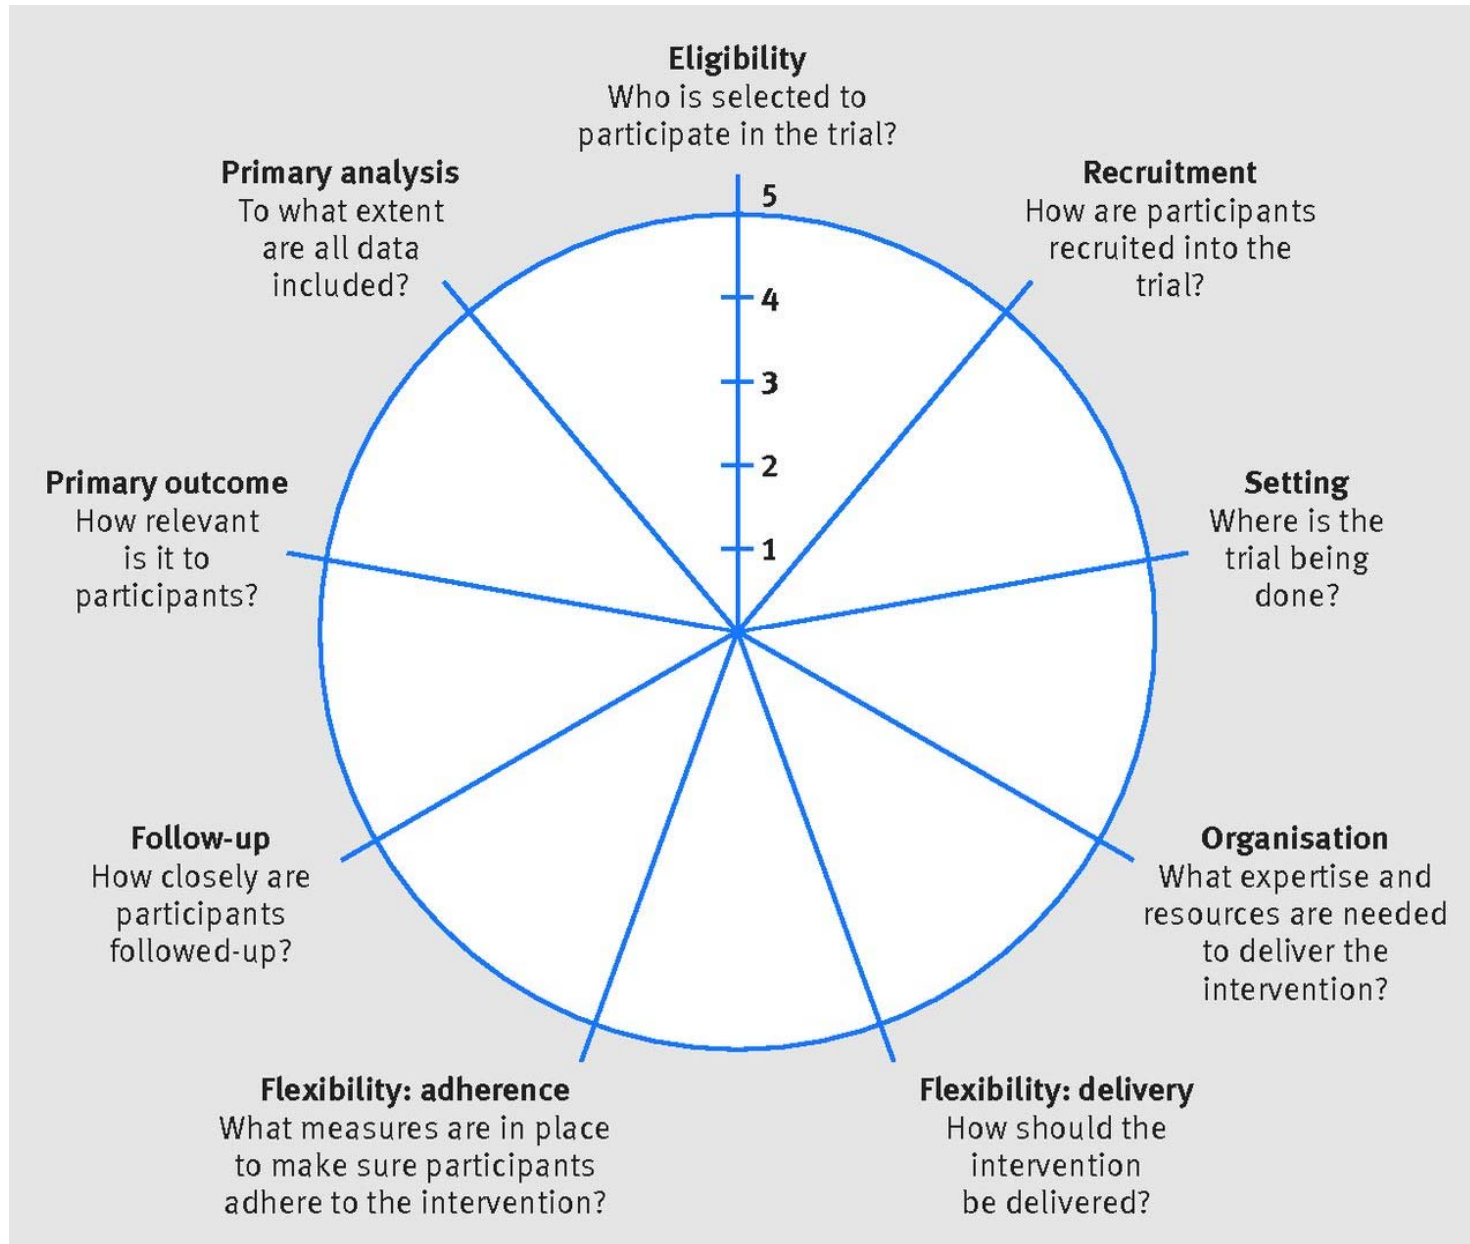 Eligibility
Who is selected to
participate in the trial?
Primary analysis
To what extent
are all data
included?
Recruitment
How are participants
recruited into the
trial?
5
4
3
2
1
Primary outcome
How relevant
is it to
participants?
Setting
Where is the
trial being
done?
Follow-up
How closely are
participants
followed-up?
Organisation
What expertise and
resources are needed
to deliver the
intervention?
Flexibility: adherence
What measures are in place
to make sure participants
adhere to the intervention?
Flexibility: delivery
How should the
intervention
be delivered?